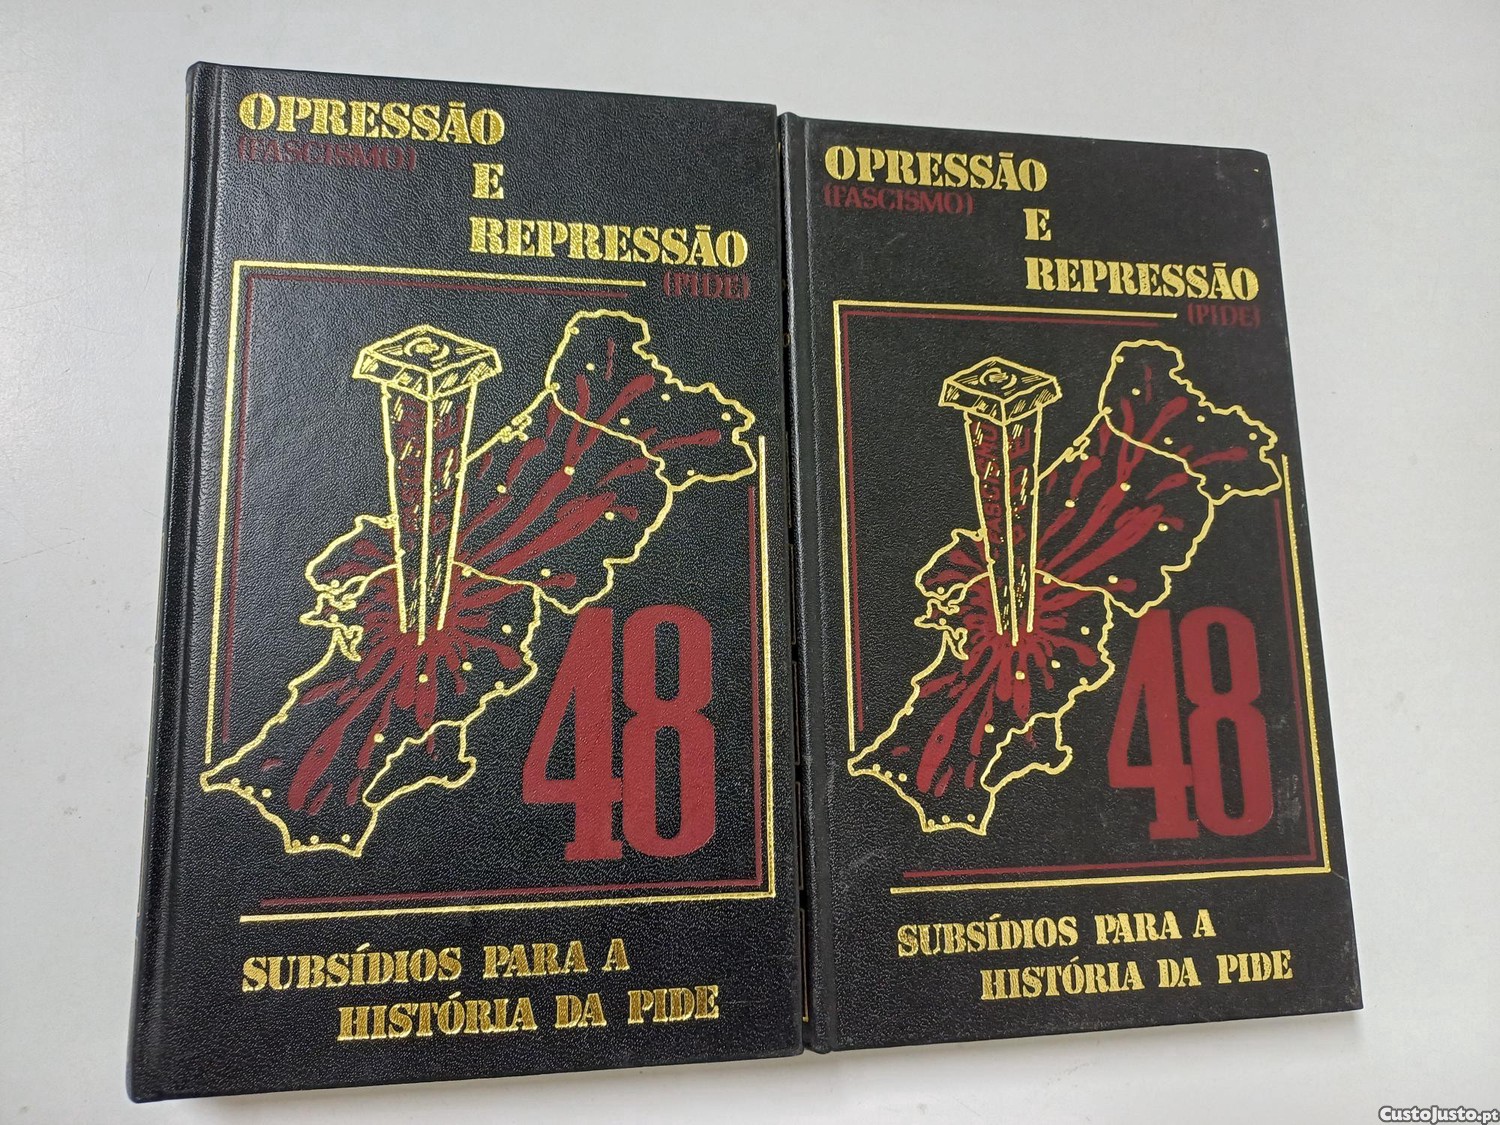 OPRESSÃO
(FASCISMO)
E
REPRESSÃO
(PIDE)
48
SUBSÍDIOS PARA A
HISTÓRIA DA PIDE
OPRESSÃO
(FASCISMO)
E
REPRESSÃO
(PIDE)
FASCISMO
48
SUBSÍDIOS PARA A
HISTÓRIA DA PIDE
CustoJusto.pt